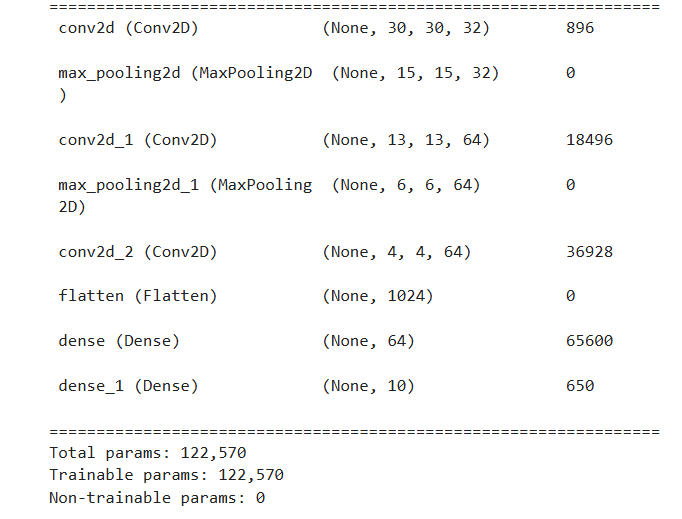 =================================================================
conv2d (Conv2D) (None, 30, 30, 32) 896
max_pooling2d (MaxPooling2D (None, 15, 15, 32) 0
)
conv2d_1 (Conv2D) (None, 13, 13, 64) 18496
max_pooling2d_1 (MaxPooling (None, 6, 6, 64) 0
2D)
conv2d_2 (Conv2D) (None, 4, 4, 64) 36928
flatten (Flatten) (None, 1024) 0
dense (Dense) (None, 64) 65600
dense_1 (Dense) (None, 10) 650
=================================================================
Total params: 122,570
Trainable params: 122,570
Non-trainable params: 0